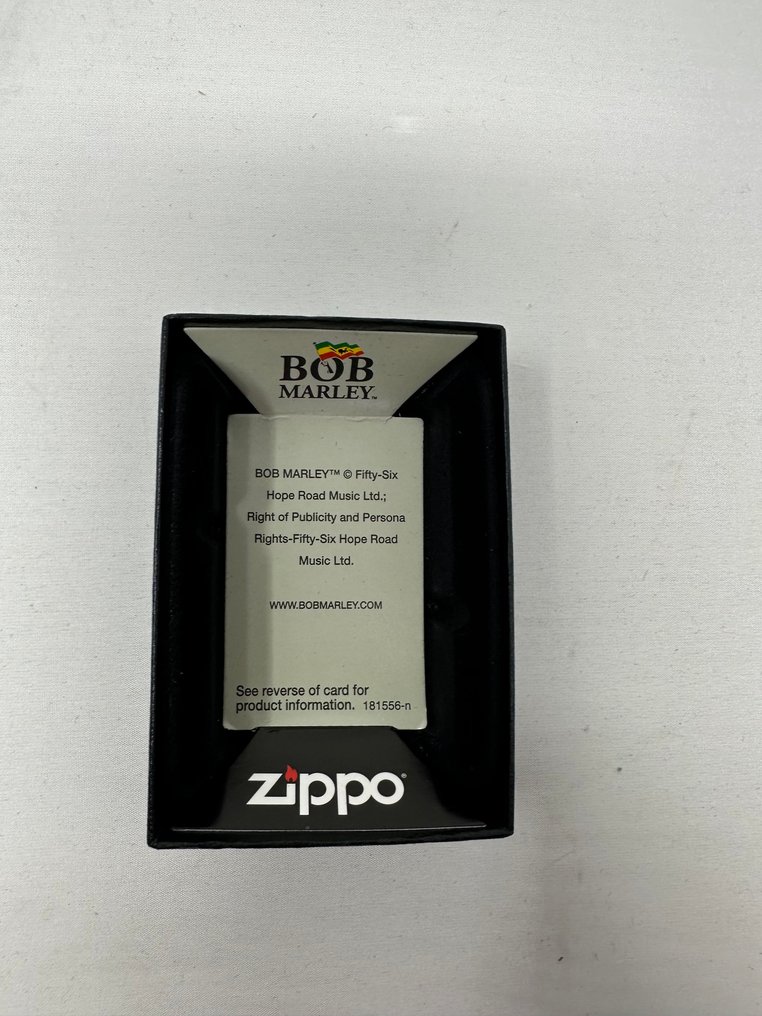 BOB
MARLEY™
BOB MARLEY™ © Fifty-Six
Hope Road Music Ltd.;
Right of Publicity and Persona
Rights-Fifty-Six Hope Road
Music Ltd.
WWW.BOBMARLEY.COM
See reverse of card for
product information. 181556-n
zippo®